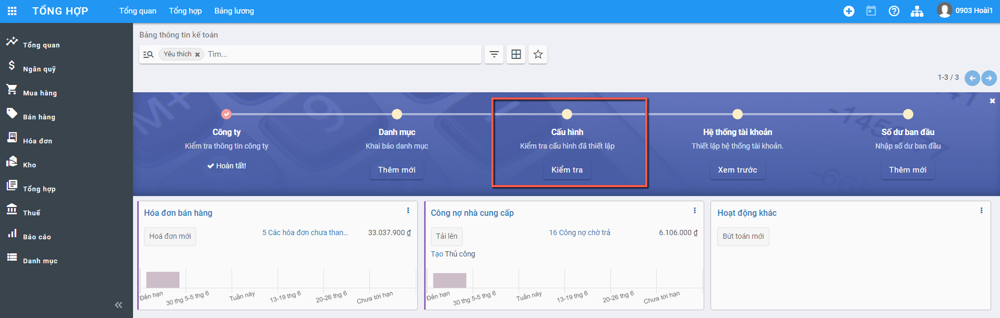 TỔNG HỢP
Tổng quan
Tổng hợp
Bảng lương
0903 Hoài1
Tổng quan
Ngân quỹ
Mua hàng
Bán hàng
Hóa đơn
Kho
Tổng hợp
Thuế
Báo cáo
Danh mục
Bảng thông tin kế toán
Yêu thích
Tìm...
1-3 / 3
Công ty
Kiểm tra thông tin công ty
Hoàn tất!
Danh mục
Khai báo danh mục
Thêm mới
Cấu hình
Kiểm tra cấu hình đã thiết lập
Kiểm tra
Hệ thống tài khoản
Thiết lập hệ thống tài khoản.
Xem trước
Số dư ban đầu
Nhập số dư ban đầu
Thêm mới
Hóa đơn bán hàng
Hoá đơn mới
5 Các hóa đơn chưa than... 33.037.900 ₫
Đến hạn
30 thg 5-5 thg 6
Tuần này
13-19 thg 6
20-26 thg 6
Chưa tới hạn
Công nợ nhà cung cấp
Tải lên
16 Công nợ chờ trả 6.106.000 ₫
Tạo Thủ công
Đến hạn
30 thg 5-5 thg 6
Tuần này
13-19 thg 6
20-26 thg 6
Chưa tới hạn
Hoạt động khác
Bút toán mới